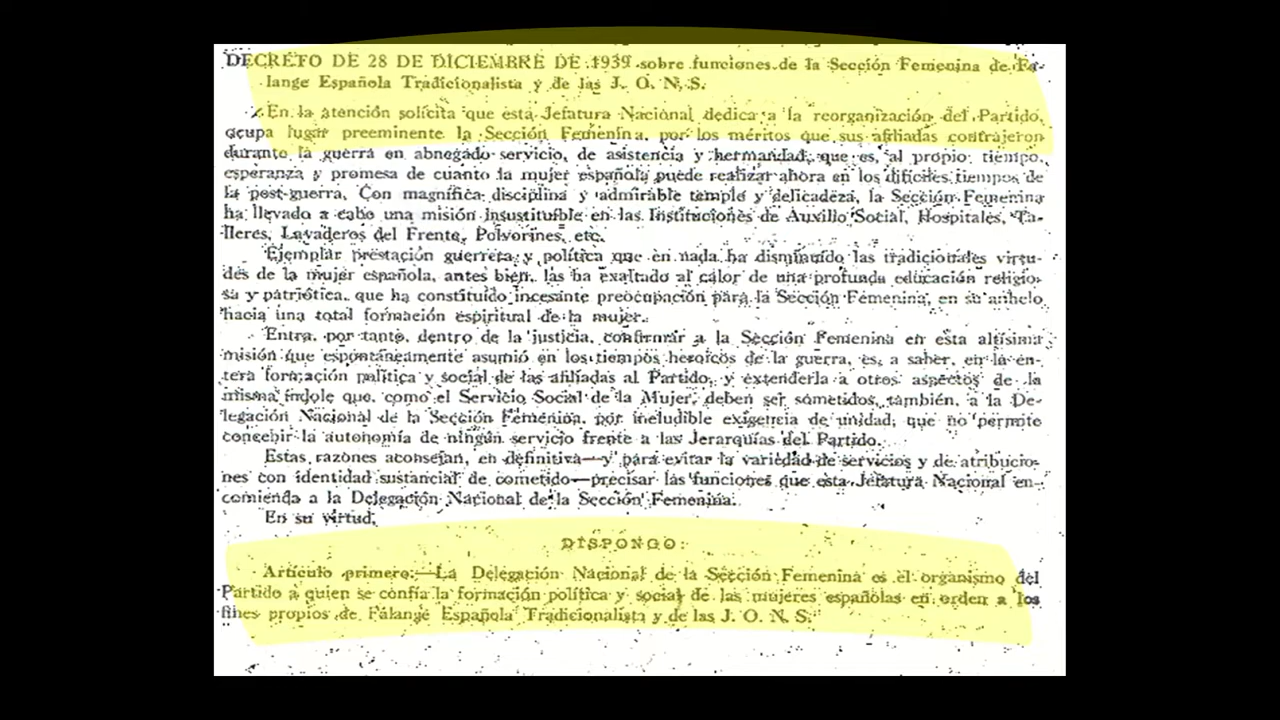 DECRETO DE 28 DE DICIEMBRE DE 1939 sobre funciones de la Sección Femenina de Fa-
lange Española Tradicionalista y de las J. O. N. S.
En la atención solícita que esta Jefatura Nacional dedica a la reorganización del Partido,
ocupa lugar preeminente la Sección Femenina, por los méritos que sus afiliadas contrajeron
durante la guerra en abnegado servicio, de asistencia y hermandad, que es, al propio tiempo,
esperanza y promesa de cuanto la mujer española puede realizar ahora en los difíciles tiempos de
la post-guerra. Con magnífica disciplina y admirable temple y delicadeza, la Sección Femenina
ha llevado a cabo una misión insustituíble en las Instituciones de Auxilio Social, Hospitales, Ta-
lleres, Lavaderos del Frente, Polvorines, etc.
Ejemplar prestación guerrera y política que en nada ha disminuído las tradicionales virtu-
des de la mujer española, antes bien, las ha exaltado al calor de una profunda educación religio-
sa y patriótica, que ha constituído incesante preocupación para la Sección Femenina, en su anhelo
hacia una total formación espiritual de la mujer.
Entra, por tanto, dentro de la justicia, confirmar a la Sección Femenina en esta altísima
misión que espontáneamente asumió en los tiempos heroicos de la guerra, es a saber, en la en-
tera formación política y social de las afiliadas al Partido, y extenderla a otros aspectos de la
misma índole que, como el Servicio Social de la Mujer, deben ser sometidos, también, a la De-
legación Nacional de la Sección Femenina, por ineludible exigencia de unidad, que no permite
concebir la autonomía de ningún servicio frente a las Jerarquías del Partido.
Estas razones aconsejan, en definitiva—y para evitar la variedad de servicios y de atribucio-
nes con identidad sustancial de cometido—precisar las funciones que esta Jefatura Nacional en-
comienda a la Delegación Nacional de la Sección Femenina.
En su virtud,
DISPONGO:
Artículo primero.—La Delegación Nacional de la Sección Femenina es el organismo del
Partido a quien se confía la formación política y social de las mujeres españolas en orden a los
fines propios de Falange Española Tradicionalista y de las J. O. N. S.